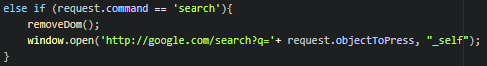 else if (request.command == 'search'){
removeDom();
window.open('http://google.com/search?q='+ request.objectToPress, "_self");
}